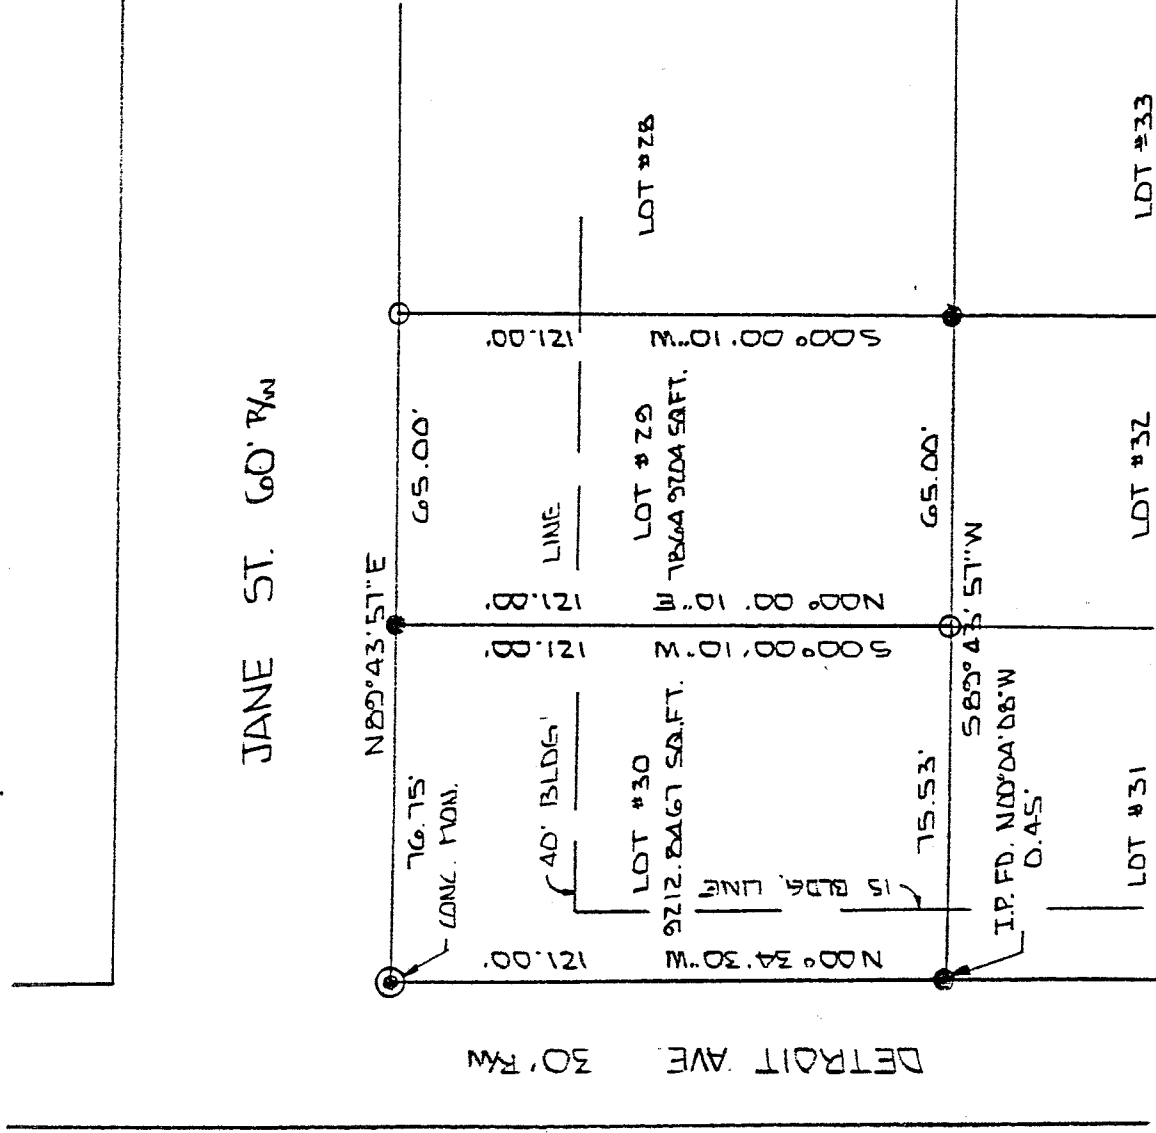 JANE ST. 60' R/W
N89°43'57"E
76.75'
65.00'
CONC. MON.
40' BLDG'
LINE
LOT #30
9212.8467 SQ.FT.
LOT #29
7864.9204 SQ.FT.
LOT #28
N00°34'30"W 121.00'
S00°00'10"W 121.00'
N00°00'10"E 121.00'
S00°00'10"W 121.00'
15 BLDG. LINE
75.53'
65.00'
S89°43'57"W
I.P. FD. N00°04'08"W
0.45'
LOT #31
LOT #32
LOT #33
DETROIT AVE 30' R/W